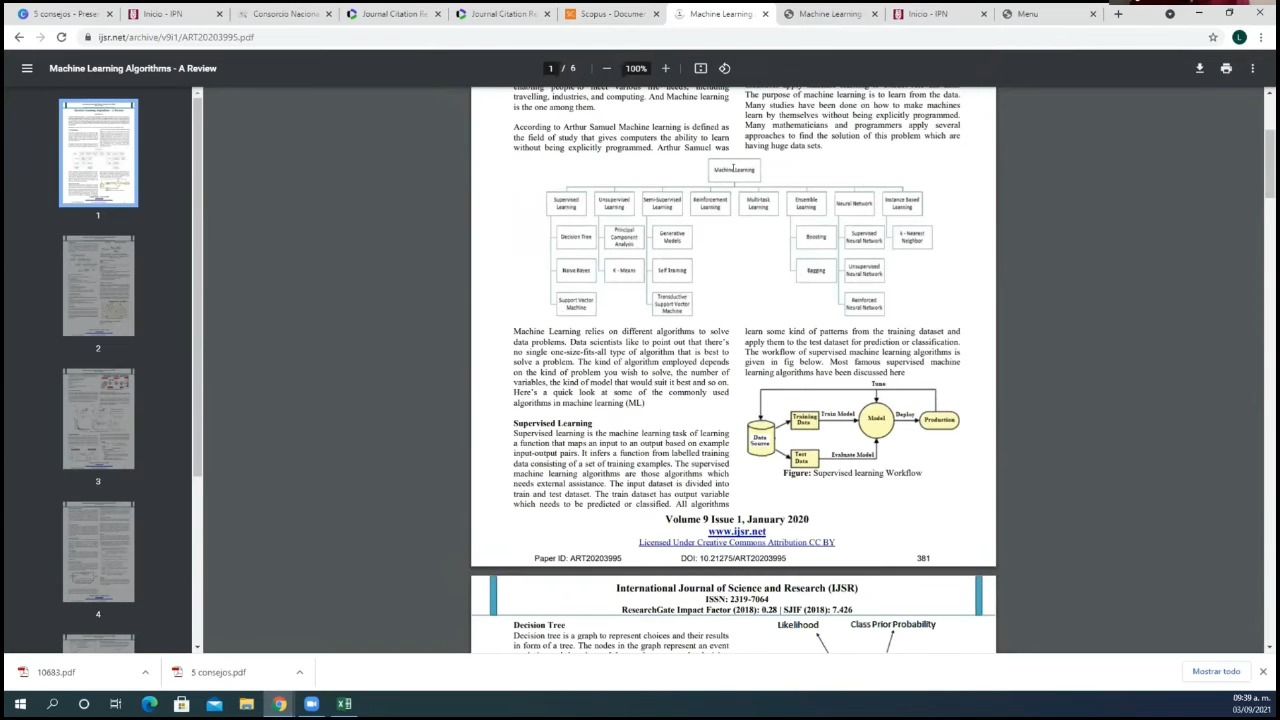 5 consejos - Prese
Inicio - IPN
Consorcio Naciona
Journal Citation Re
Journal Citation Re
Scopus - Documen
Machine Learning
Machine Learning
Inicio - IPN
Menu
ijsr.net/archive/v9i1/ART20203995.pdf
L
Machine Learning Algorithms - A Review
1 / 6
100%
enabling people to meet various life needs, including
travelling, industries, and computing. And Machine learning
is the one among them.
According to Arthur Samuel Machine learning is defined as
the field of study that gives computers the ability to learn
without being explicitly programmed. Arthur Samuel was
The purpose of machine learning is to learn from the data.
Many studies have been done on how to make machines
learn by themselves without being explicitly programmed.
Many mathematicians and programmers apply several
approaches to find the solution of this problem which are
having huge data sets.
Machine Learning
Supervised Learning
Unsupervised Learning
Semi-Supervised Learning
Reinforcement Learning
Multi-task Learning
Ensemble Learning
Neural Network
Instance Based Learning
Decision Tree
Principal Component Analysis
Generative Models
Boosting
Supervised Neural Network
k - Nearest Neighbor
Naive Bayes
K - Means
Self Training
Bagging
Unsupervised Neural Network
Support Vector Machine
Transductive Support Vector Machine
Reinforced Neural Network
Machine Learning relies on different algorithms to solve
data problems. Data scientists like to point out that there's
no single one-size-fits-all type of algorithm that is best to
solve a problem. The kind of algorithm employed depends
on the kind of problem you wish to solve, the number of
variables, the kind of model that would suit it best and so on.
Here's a quick look at some of the commonly used
algorithms in machine learning (ML)
Supervised Learning
Supervised learning is the machine learning task of learning
a function that maps an input to an output based on example
input-output pairs. It infers a function from labelled training
data consisting of a set of training examples. The supervised
machine learning algorithms are those algorithms which
needs external assistance. The input dataset is divided into
train and test dataset. The train dataset has output variable
which needs to be predicted or classified. All algorithms
learn some kind of patterns from the training dataset and
apply them to the test dataset for prediction or classification.
The workflow of supervised machine learning algorithms is
given in fig below. Most famous supervised machine
learning algorithms have been discussed here
Tune
Training Data
Train Model
Model
Deploy
Production
Data Source
Test Data
Evaluate Model
Figure: Supervised learning Workflow
Volume 9 Issue 1, January 2020
www.ijsr.net
Licensed Under Creative Commons Attribution CC BY
Paper ID: ART20203995
DOI: 10.21275/ART20203995
381
International Journal of Science and Research (IJSR)
ISSN: 2319-7064
ResearchGate Impact Factor (2018): 0.28 | SJIF (2018): 7.426
Decision Tree
Decision tree is a graph to represent choices and their results
in form of a tree. The nodes in the graph represent an event
Likelihood
Class Prior Probability
1
2
3
4
10683.pdf
5 consejos.pdf
Mostrar todo
09:39 a. m.
03/09/2021